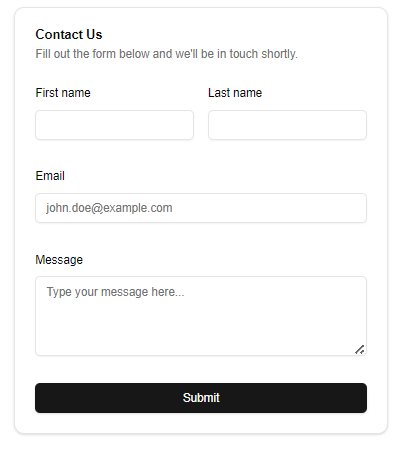 Contact Us
Fill out the form below and we'll be in touch shortly.
First name
Last name
Email
john.doe@example.com
Message
Type your message here...
Submit